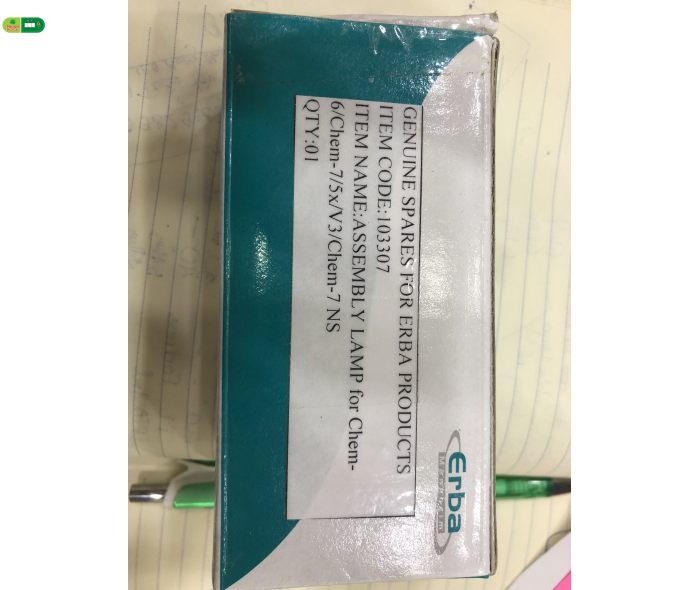 GENUINE SPARES FOR ERBA PRODUCTS
ITEM CODE:103307
ITEM NAME:ASSEMBLY LAMP for Chem-
6/Chem-7/5x/V3/Chem-7 NS
QTY:01
Erba
Mannheim